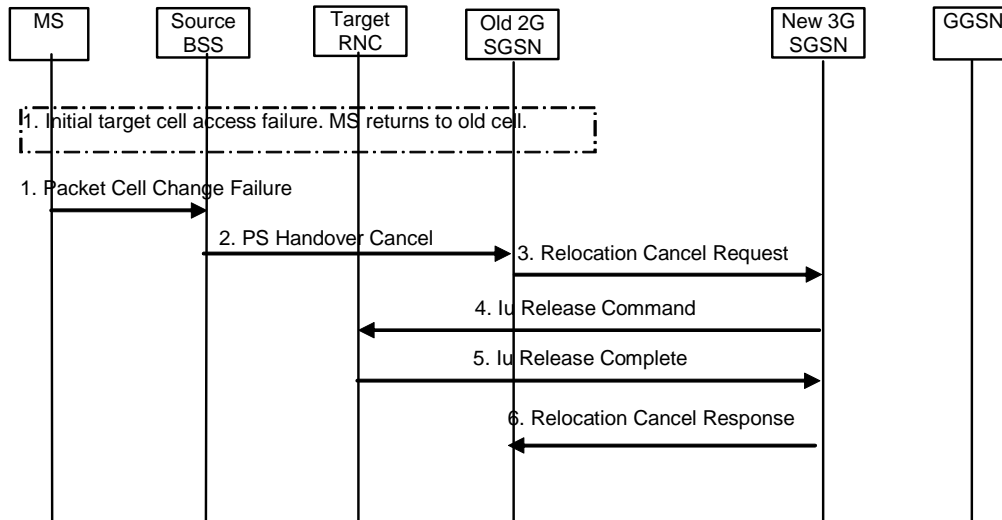 MS
Source
BSS
Target
RNC
Old 2G
SGSN
New 3G
SGSN
GGSN
1. Initial target cell access failure. MS returns to old cell.
1. Packet Cell Change Failure
2. PS Handover Cancel
3. Relocation Cancel Request
4. Iu Release Command
5. Iu Release Complete
6. Relocation Cancel Response